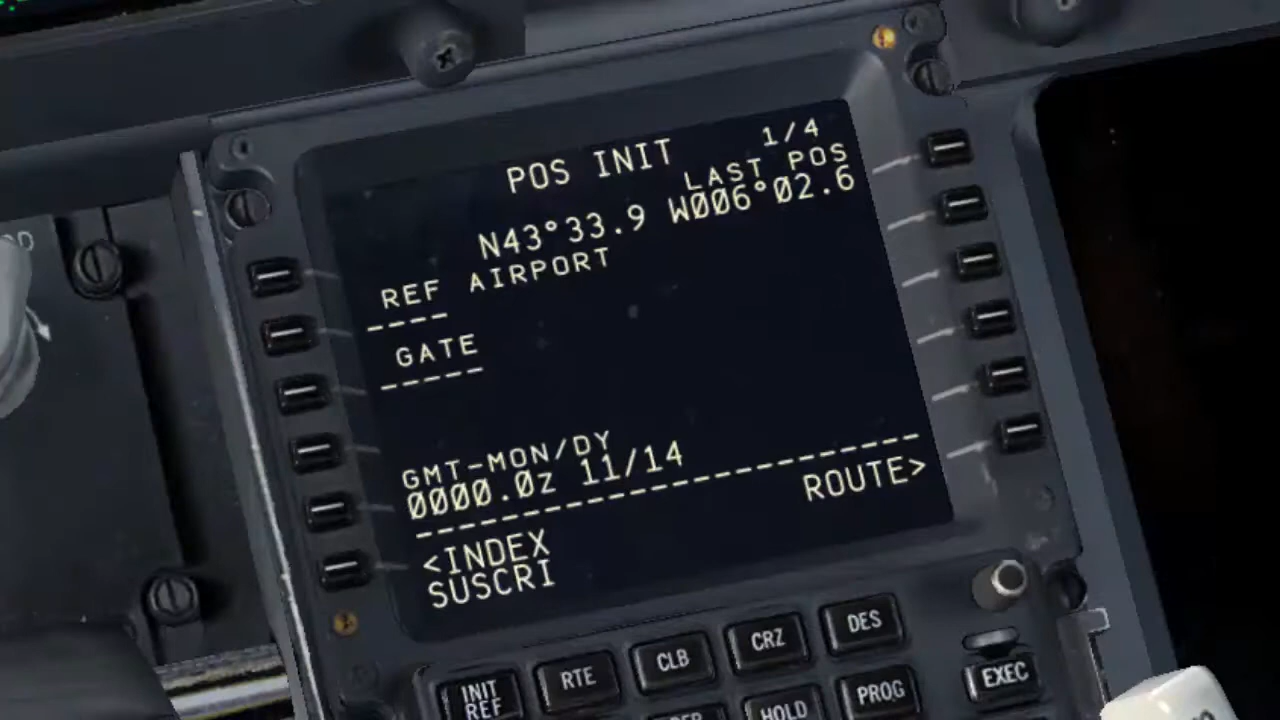 POS INIT 1/4
LAST POS
N43°33.9 W006°02.6
REF AIRPORT
----
GATE
-----
GMT-MON/DY
0000.0z 11/14
------------------------
ROUTE>
<INDEX
SUSCRI
INIT REF
RTE
CLB
CRZ
DES
HOLD
PROG
EXEC